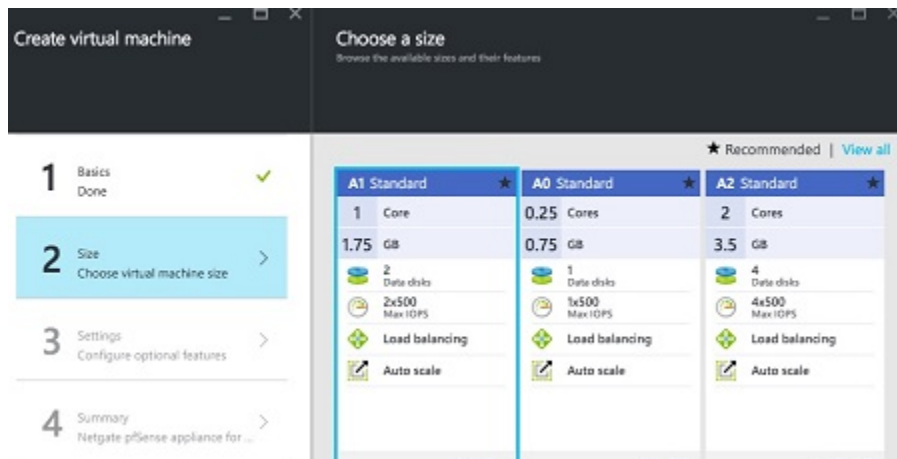 Create virtual machine
Choose a size
Browse the available sizes and their features
★ Recommended | View all
1
Basics
Done
2
Size
Choose virtual machine size
3
Settings
Configure optional features
4
Summary
Netgate pfSense appliance for ...
A1 Standard ★
1 Core
1.75 GB
2
Data disks
2x500
Max IOPS
Load balancing
Auto scale
A0 Standard ★
0.25 Cores
0.75 GB
1
Data disks
1x500
Max IOPS
Load balancing
Auto scale
A2 Standard ★
2 Cores
3.5 GB
4
Data disks
4x500
Max IOPS
Load balancing
Auto scale